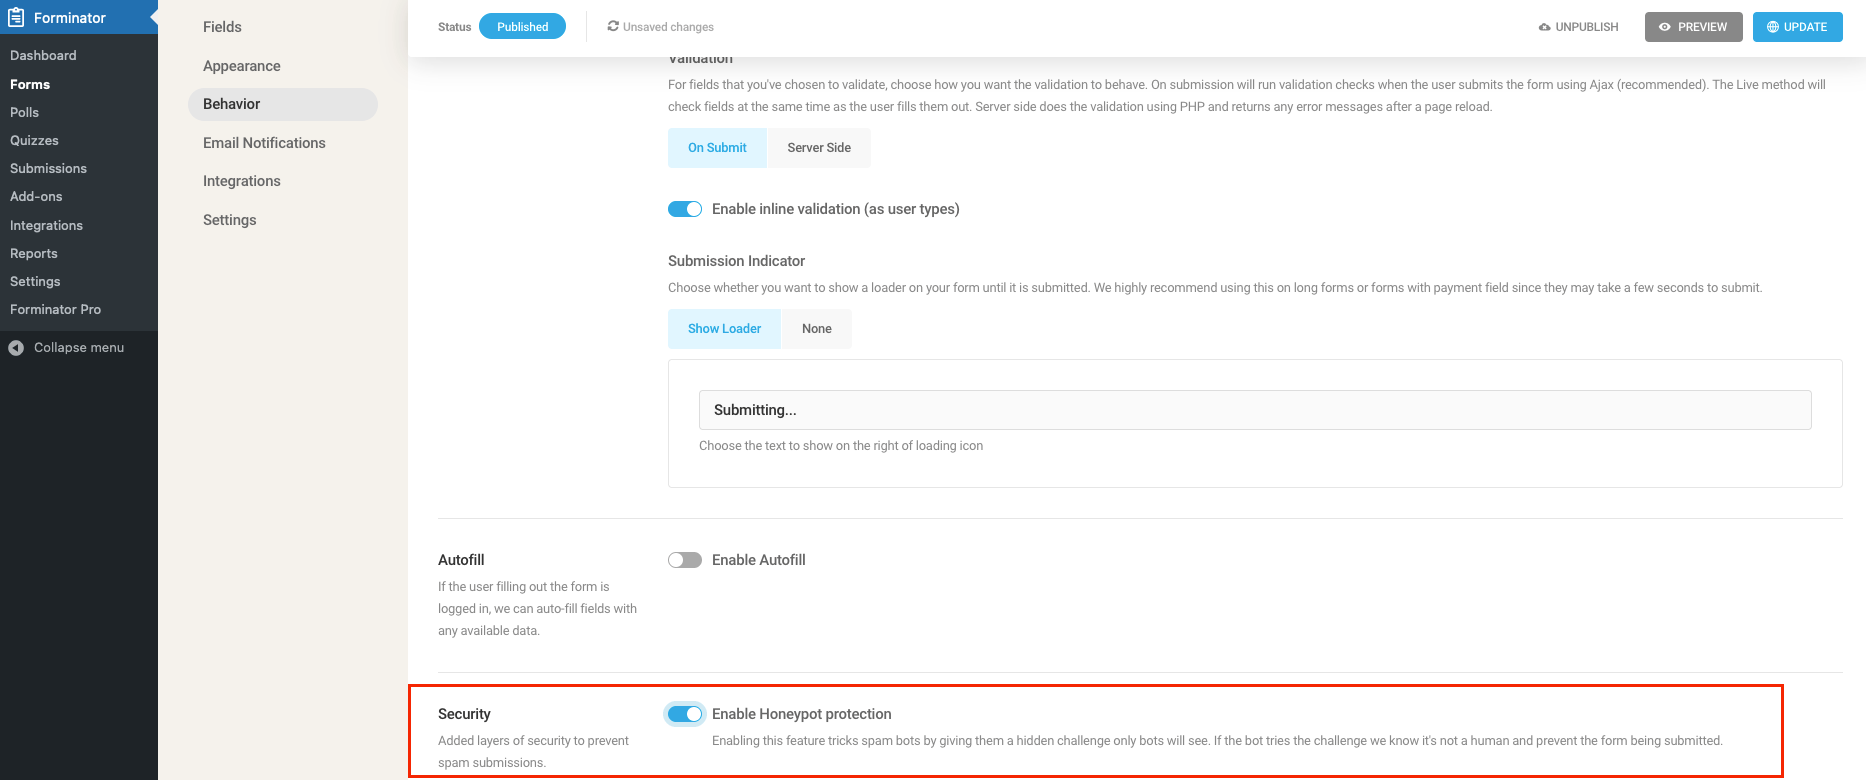 Forminator
Dashboard
Forms
Polls
Quizzes
Submissions
Add-ons
Integrations
Reports
Settings
Forminator Pro
Collapse menu
Fields
Appearance
Behavior
Email Notifications
Integrations
Settings
Status
Published
Unsaved changes
UNPUBLISH
PREVIEW
UPDATE
Validation
For fields that you've chosen to validate, choose how you want the validation to behave. On submission will run validation checks when the user submits the form using Ajax (recommended). The Live method will
check fields at the same time as the user fills them out. Server side does the validation using PHP and returns any error messages after a page reload.
On Submit
Server Side
Enable inline validation (as user types)
Submission Indicator
Choose whether you want to show a loader on your form until it is submitted. We highly recommend using this on long forms or forms with payment field since they may take a few seconds to submit.
Show Loader
None
Submitting...
Choose the text to show on the right of loading icon
Autofill
If the user filling out the form is
logged in, we can auto-fill fields with
any available data.
Enable Autofill
Security
Added layers of security to prevent
spam submissions.
Enable Honeypot protection
Enabling this feature tricks spam bots by giving them a hidden challenge only bots will see. If the bot tries the challenge we know it's not a human and prevent the form being submitted.